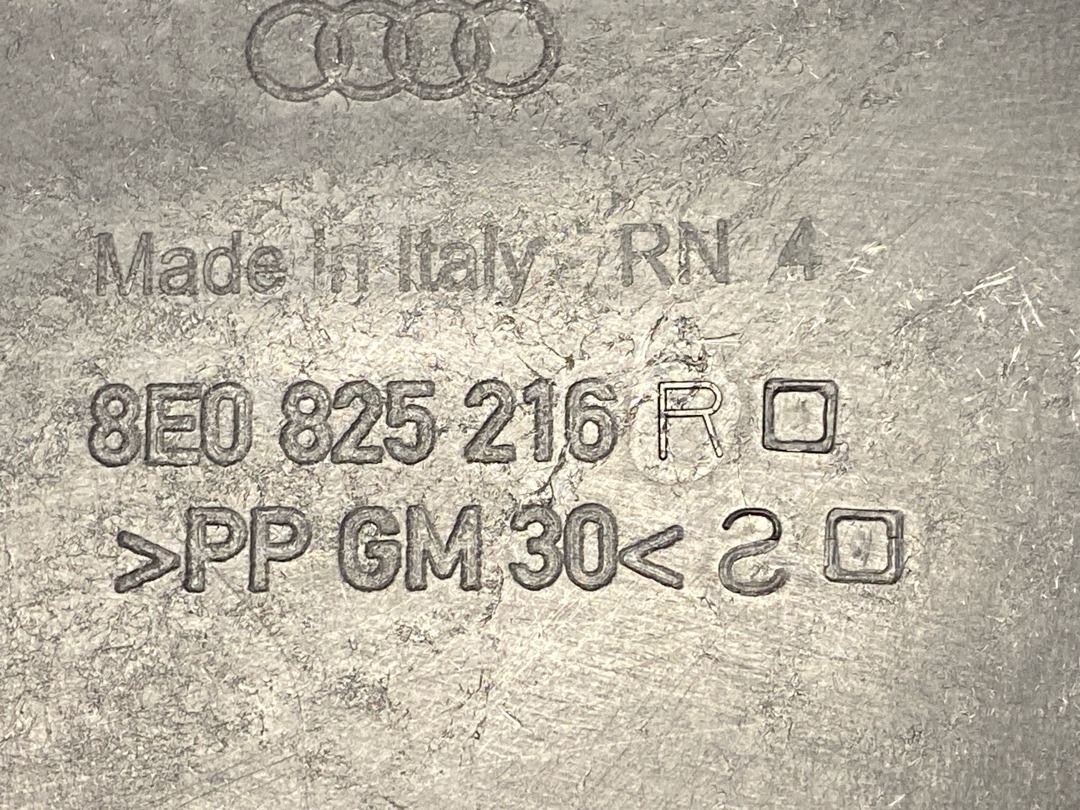 Made In Italy RN 4
8E0 825 216 R
>PP GM 30< S